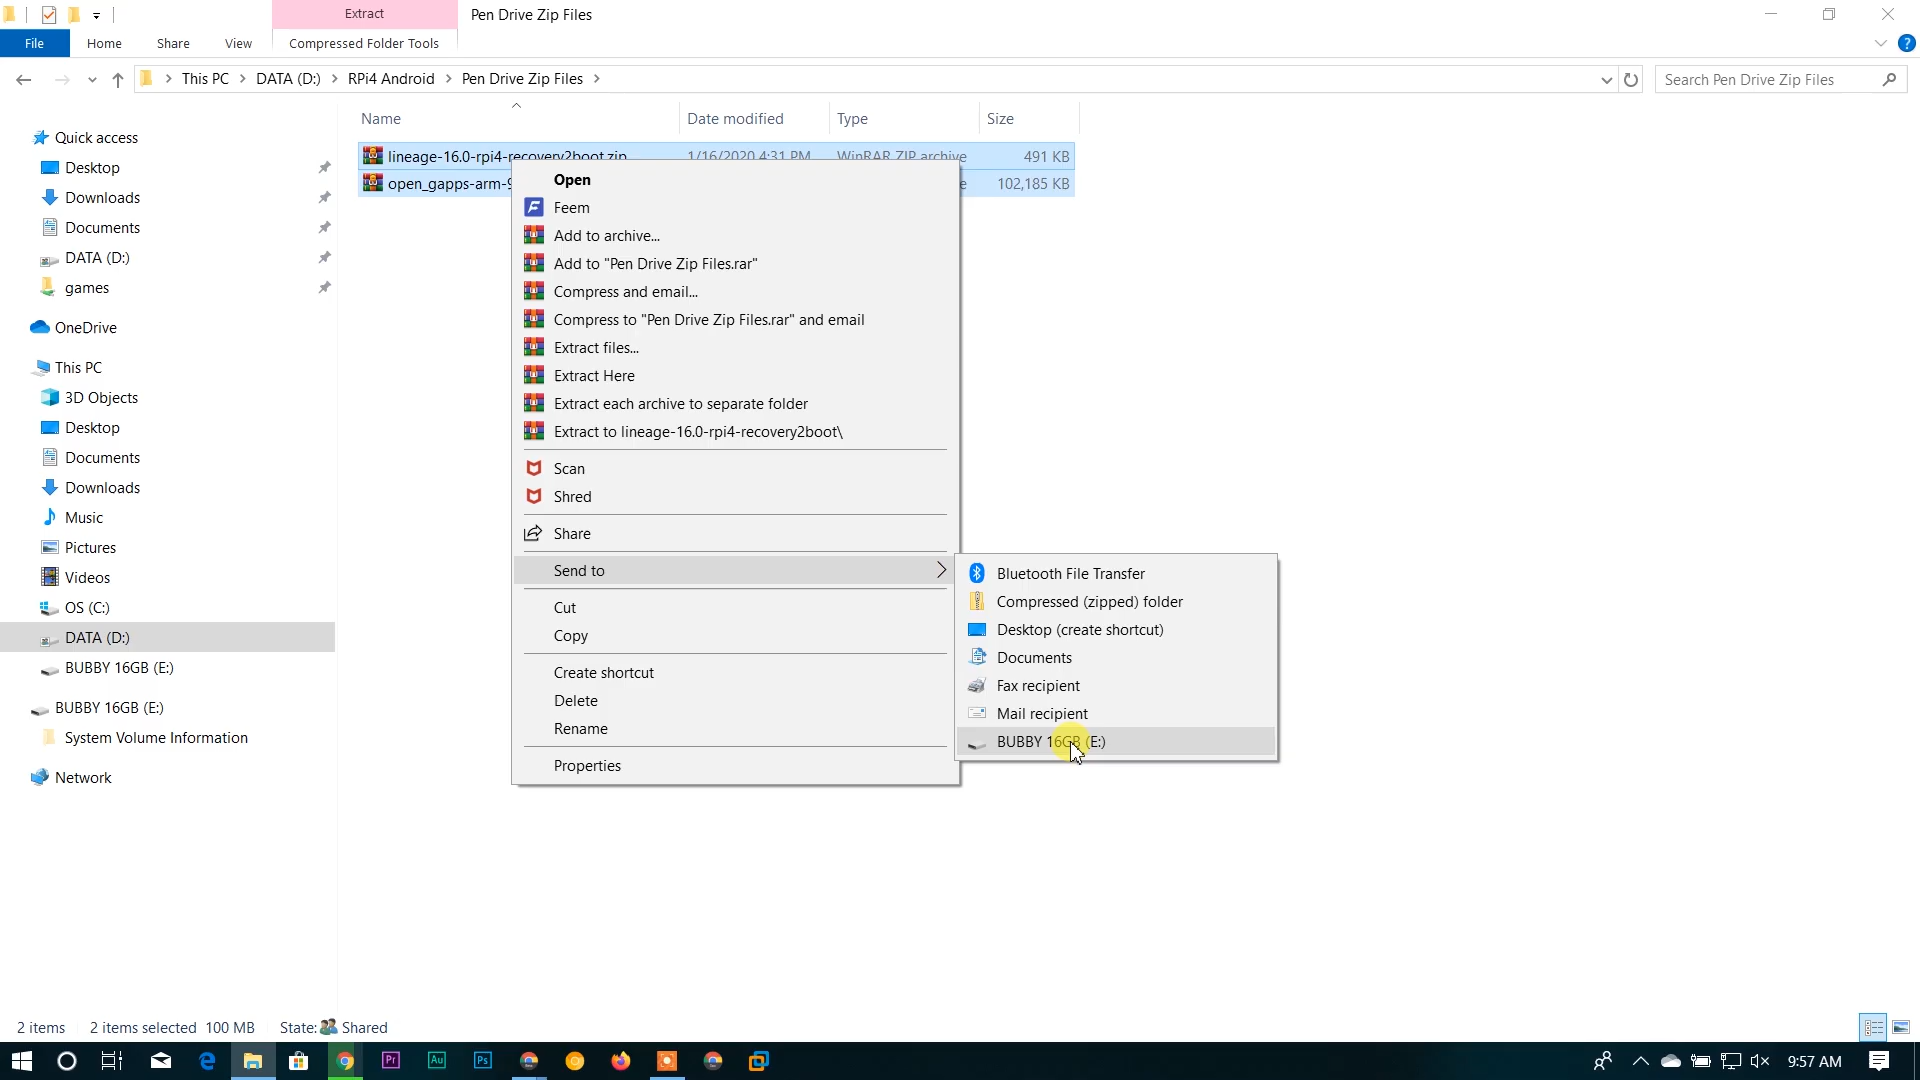 Extract
Pen Drive Zip Files
File
Home
Share
View
Compressed Folder Tools
This PC > DATA (D:) > RPi4 Android > Pen Drive Zip Files >
Search Pen Drive Zip Files
Name
Date modified
Type
Size
lineage-16.0-rpi4-recovery2boot.zip
1/16/2020 4:31 PM
WinRAR ZIP archive
491 KB
open_gapps-arm-9
e
102,185 KB
Quick access
Desktop
Downloads
Documents
DATA (D:)
games
OneDrive
This PC
3D Objects
Desktop
Documents
Downloads
Music
Pictures
Videos
OS (C:)
DATA (D:)
BUBBY 16GB (E:)
BUBBY 16GB (E:)
System Volume Information
Network
Open
Feem
Add to archive...
Add to "Pen Drive Zip Files.rar"
Compress and email...
Compress to "Pen Drive Zip Files.rar" and email
Extract files...
Extract Here
Extract each archive to separate folder
Extract to lineage-16.0-rpi4-recovery2boot\
Scan
Shred
Share
Send to
Cut
Copy
Create shortcut
Delete
Rename
Properties
Bluetooth File Transfer
Compressed (zipped) folder
Desktop (create shortcut)
Documents
Fax recipient
Mail recipient
BUBBY 16GB (E:)
2 items
2 items selected 100 MB
State: Shared
Pr
Au
Ps
9:57 AM